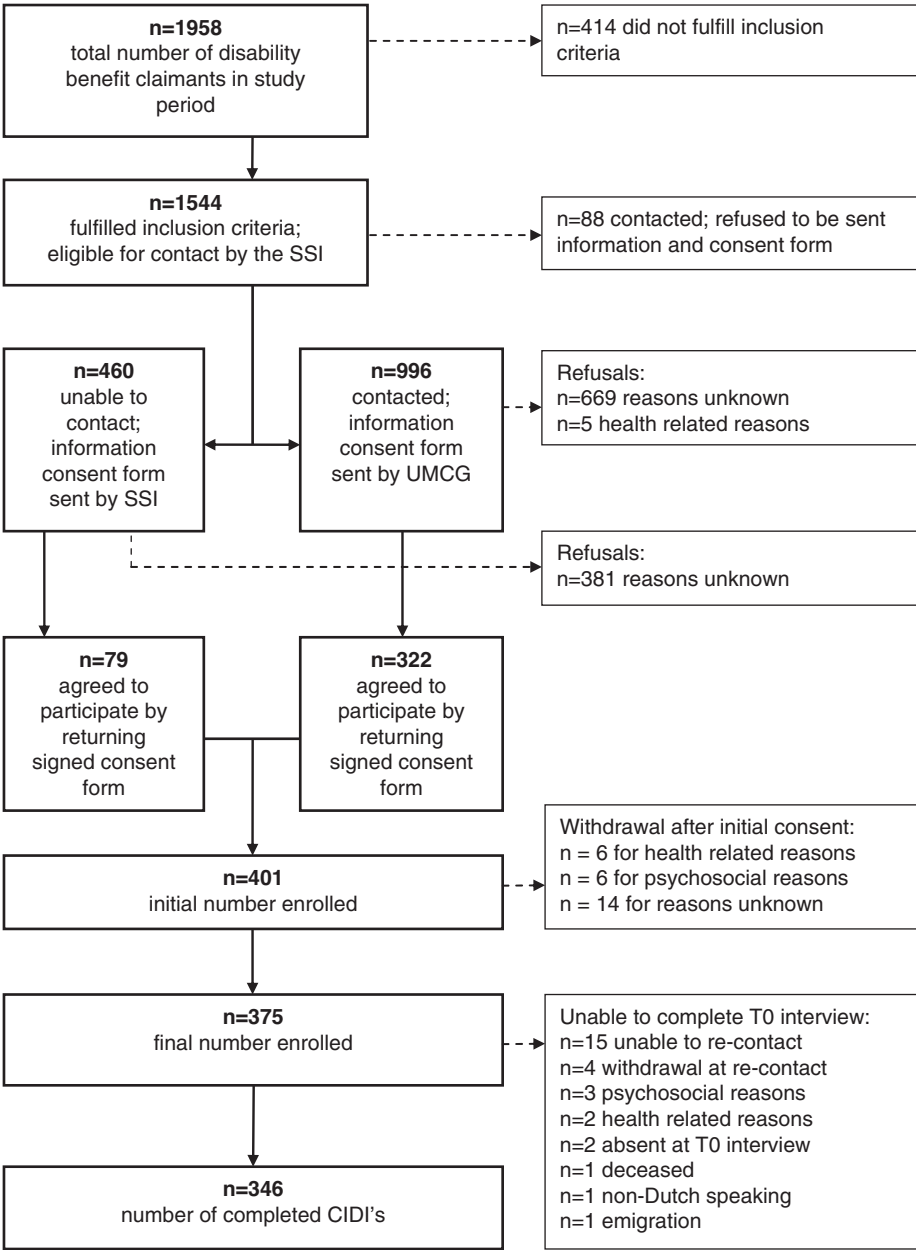 n=1958
total number of disability
benefit claimants in study
period
n=414 did not fulfill inclusion
criteria
n=1544
fulfilled inclusion criteria;
eligible for contact by the SSI
n=88 contacted; refused to be sent
information and consent form
n=460
unable to
contact;
information
consent form
sent by SSI
n=996
contacted;
information
consent form
sent by UMCG
Refusals:
n=669 reasons unknown
n=5 health related reasons
Refusals:
n=381 reasons unknown
n=79
agreed to
participate by
returning
signed consent
form
n=322
agreed to
participate by
returning
signed consent
form
n=401
initial number enrolled
Withdrawal after initial consent:
n = 6 for health related reasons
n = 6 for psychosocial reasons
n = 14 for reasons unknown
n=375
final number enrolled
Unable to complete T0 interview:
n=15 unable to re-contact
n=4 withdrawal at re-contact
n=3 psychosocial reasons
n=2 health related reasons
n=2 absent at T0 interview
n=1 deceased
n=1 non-Dutch speaking
n=1 emigration
n=346
number of completed CIDI's